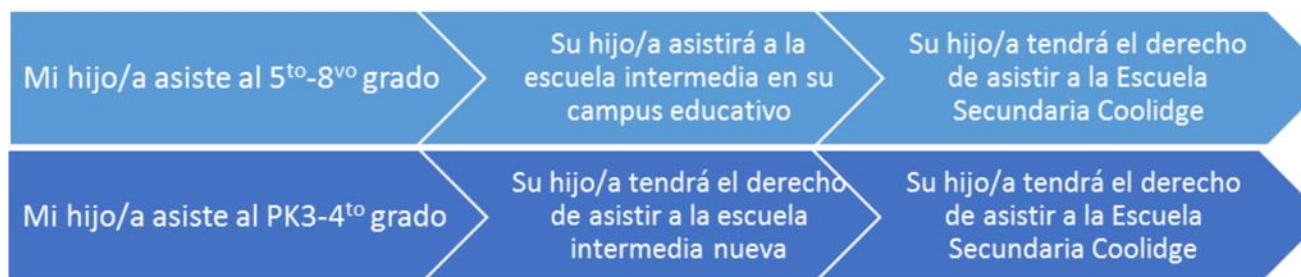 Mi hijo/a asiste al 5to-8vo grado
Su hijo/a asistirá a la
escuela intermedia en su
campus educativo
Su hijo/a tendrá el derecho
de asistir a la Escuela
Secundaria Coolidge
Mi hijo/a asiste al PK3-4to grado
Su hijo/a tendrá el derecho
de asistir a la escuela
intermedia nueva
Su hijo/a tendrá el derecho
de asistir a la Escuela
Secundaria Coolidge